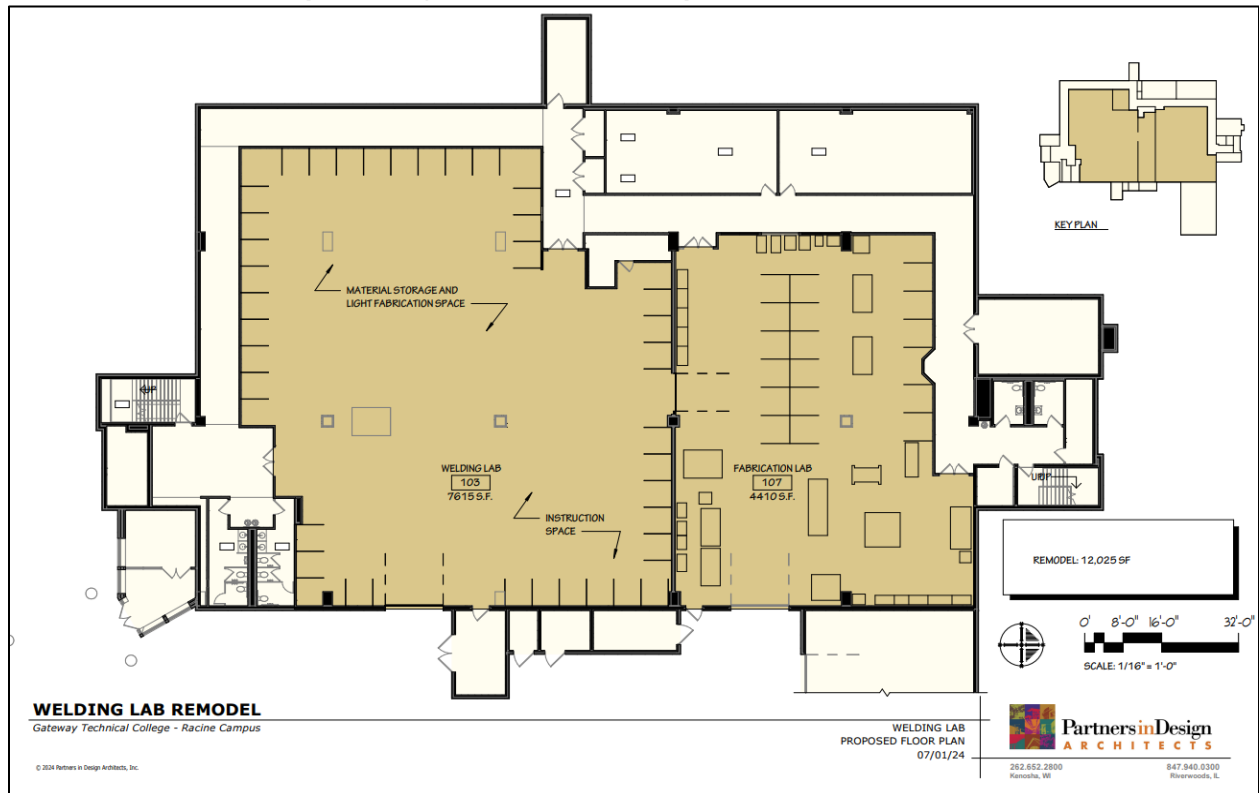 KEY PLAN
MATERIAL STORAGE AND
LIGHT FABRICATION SPACE
UP
WELDING LAB
103
7615 S.F.
FABRICATION LAB
107
4410 S.F.
INSTRUCTION
SPACE
REMODEL: 12,025 SF
0' 8'-0" 16'-0" 32'-0"
SCALE: 1/16" = 1'-0"
WELDING LAB REMODEL
Gateway Technical College - Racine Campus
WELDING LAB
PROPOSED FLOOR PLAN
07/01/24
Partners in Design
ARCHITECTS
262.652.2800
Kenosha, WI
847.940.0300
Riverwoods, IL
© 2024 Partners in Design Architects, Inc.